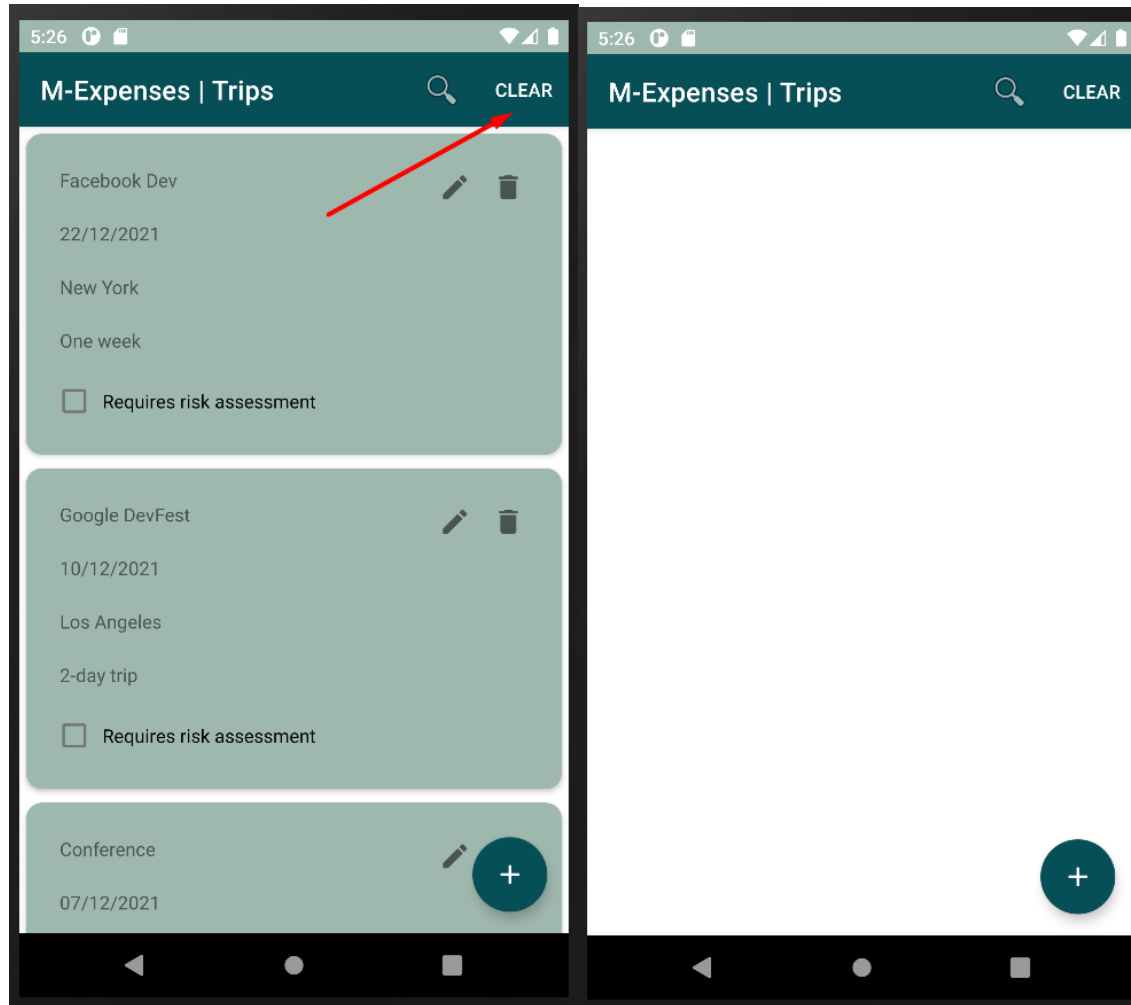 5:26
M-Expenses | Trips
CLEAR
Facebook Dev
22/12/2021
New York
One week
Requires risk assessment
Google DevFest
10/12/2021
Los Angeles
2-day trip
Requires risk assessment
Conference
07/12/2021
+
5:26
M-Expenses | Trips
CLEAR
+